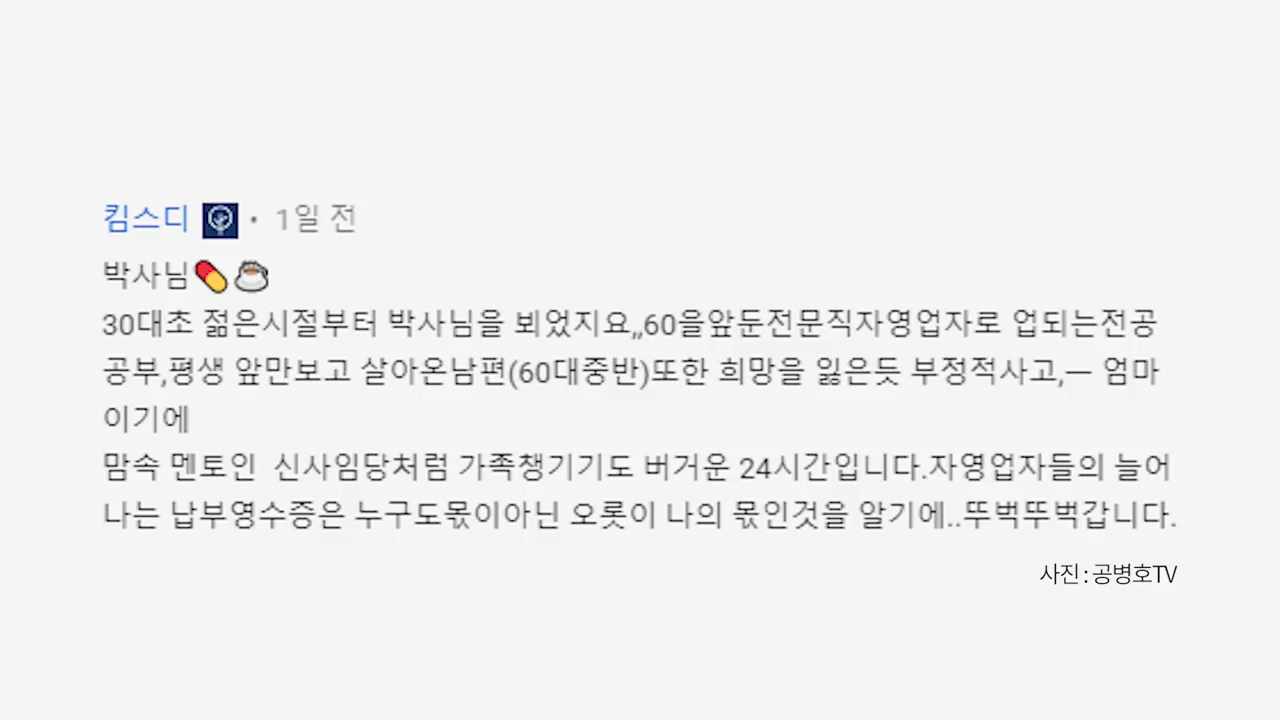 킴스디 · 1일 전
박사님💊☕
30대초 젊은시절부터 박사님을 뵈었지요,,60을앞둔전문직자영업자로 업되는전공
공부,평생 앞만보고 살아온남편(60대중반)또한 희망을 잃은듯 부정적사고,ㅡ 엄마
이기에
맘속 멘토인  신사임당처럼 가족챙기기도 버거운 24시간입니다.자영업자들의 늘어
나는 납부영수증은 누구도몫이아닌 오롯이 나의 몫인것을 알기에..뚜벅뚜벅갑니다.
사진 : 공병호TV